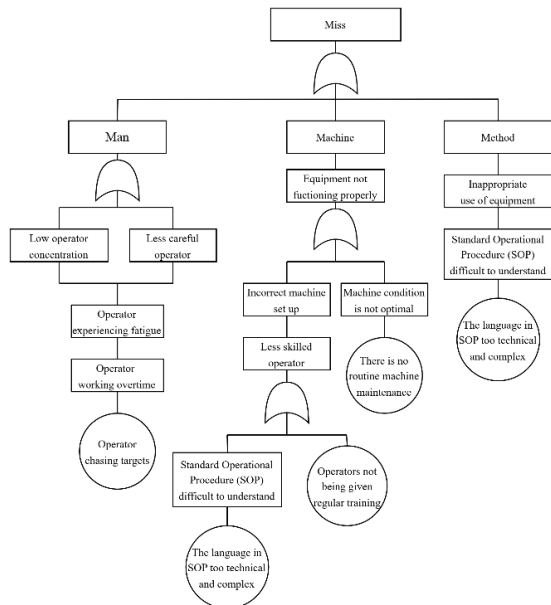 Miss
Man
Machine
Method
Equipment not
fuctioning properly
Inappropriate
use of equipment
Low operator
concentration
Less careful
operator
Standard Operational
Procedure (SOP)
difficult to understand
Incorrect machine
set up
Machine condition
is not optimal
Operator
experiencing fatigue
The language in
SOP too technical
and complex
Less skilled
operator
There is no
routine machine
maintenance
Operator
working overtime
Operator
chasing targets
Standard Operational
Procedure (SOP)
difficult to understand
Operators not
being given
regular training
The language in
SOP too technical
and complex